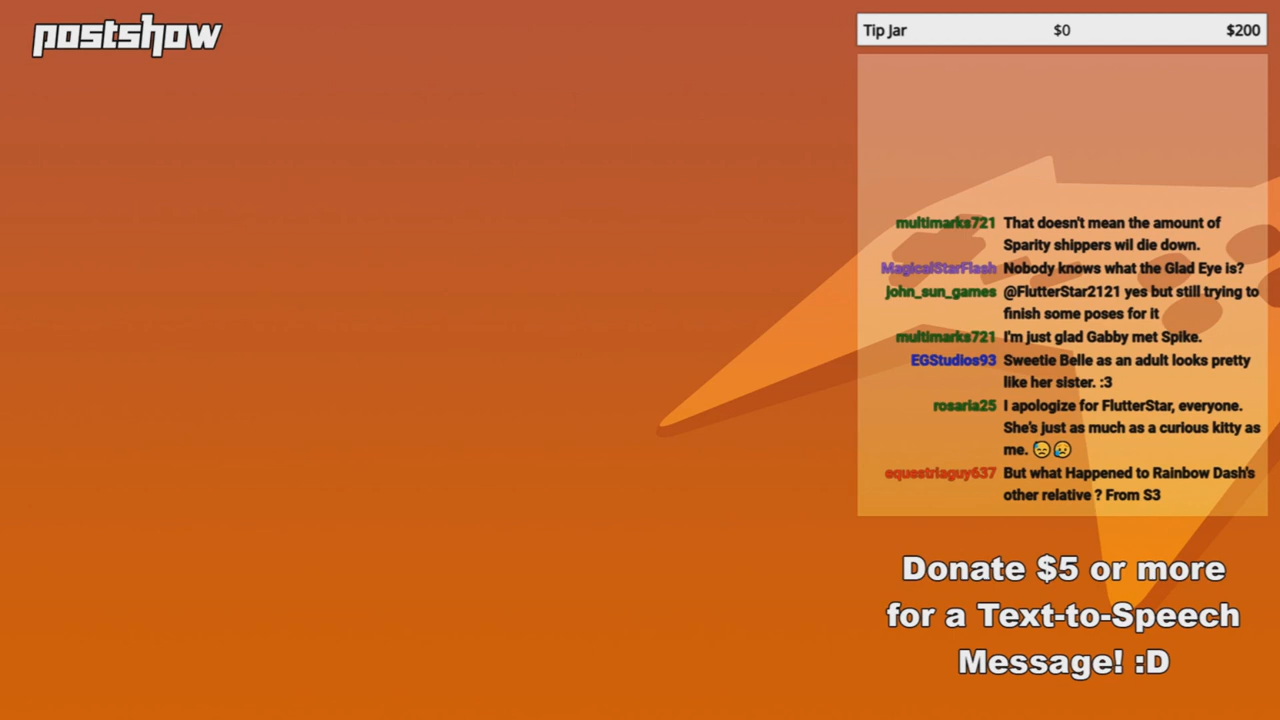 postshow
Tip Jar $0 $200
multimarks721 That doesn't mean the amount of
Sparity shippers wil die down.
MagicalStarFlash Nobody knows what the Glad Eye is?
john_sun_games @FlutterStar2121 yes but still trying to
finish some poses for it
multimarks721 I'm just glad Gabby met Spike.
EGStudios93 Sweetie Belle as an adult looks pretty
like her sister. :3
rosaria25 I apologize for FlutterStar, everyone.
She's just as much as a curious kitty as
me. 😓😢
equestriaguy637 But what Happened to Rainbow Dash's
other relative ? From S3
Donate $5 or more
for a Text-to-Speech
Message! :D